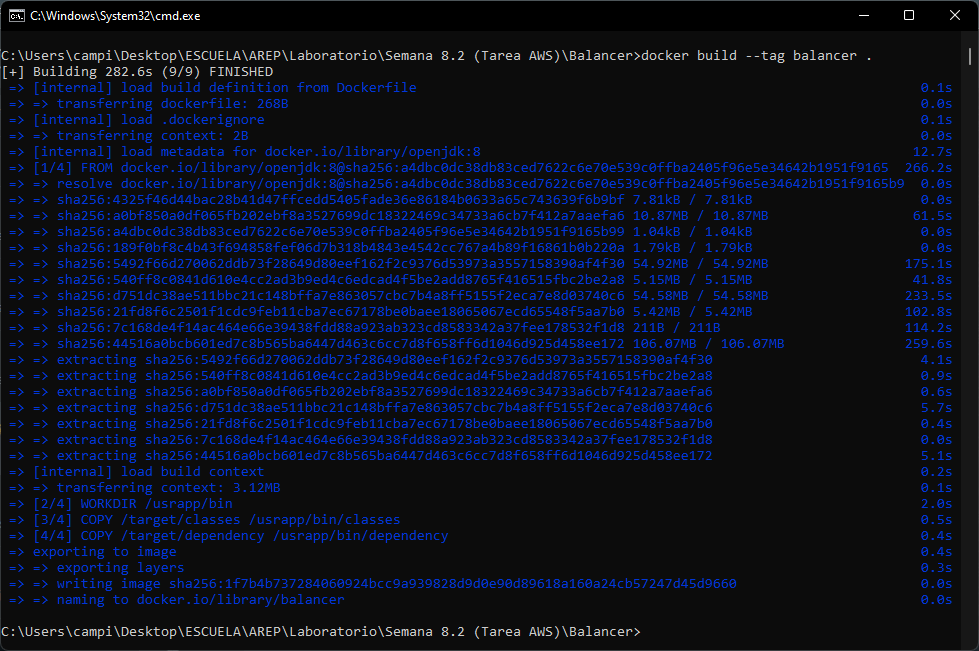 C:\Windows\System32\cmd.exe
C:\Users\campi\Desktop\ESCUELA\AREP\Laboratorio\Semana 8.2 (Tarea AWS)\Balancer>docker build --tag balancer .
[+] Building 282.6s (9/9) FINISHED
=> [internal] load build definition from Dockerfile 0.1s
=> => transferring dockerfile: 268B 0.0s
=> [internal] load .dockerignore 0.1s
=> => transferring context: 2B 0.0s
=> [internal] load metadata for docker.io/library/openjdk:8 12.7s
=> [1/4] FROM docker.io/library/openjdk:8@sha256:a4dbc0dc38db83ced7622c6e70e539c0ffba2405f96e5e34642b1951f9165 266.2s
=> => resolve docker.io/library/openjdk:8@sha256:a4dbc0dc38db83ced7622c6e70e539c0ffba2405f96e5e34642b1951f9165b9 0.0s
=> => sha256:4325f46d44bac28b41d47ffcedd5405fade36e86184b0633a65c743639f6b9bf 7.81kB / 7.81kB 0.0s
=> => sha256:a0bf850a0df065fb202ebf8a3527699dc18322469c34733a6cb7f412a7aaefa6 10.87MB / 10.87MB 61.5s
=> => sha256:a4dbc0dc38db83ced7622c6e70e539c0ffba2405f96e5e34642b1951f9165b99 1.04kB / 1.04kB 0.0s
=> => sha256:189f0bf8c4b43f694858fef06d7b318b4843e4542cc767a4b89f16861b0b220a 1.79kB / 1.79kB 0.0s
=> => sha256:5492f66d270062ddb73f28649d80eef162f2c9376d53973a3557158390af4f30 54.92MB / 54.92MB 175.1s
=> => sha256:540ff8c0841d610e4cc2ad3b9ed4c6edcad4f5be2add8765f416515fbc2be2a8 5.15MB / 5.15MB 41.8s
=> => sha256:d751dc38ae511bbc21c148bffa7e863057cbc7b4a8ff5155f2eca7e8d03740c6 54.58MB / 54.58MB 233.5s
=> => sha256:21fd8f6c2501f1cdc9feb11cba7ec67178be0baee18065067ecd65548f5aa7b0 5.42MB / 5.42MB 102.8s
=> => sha256:7c168de4f14ac464e66e39438fdd88a923ab323cd8583342a37fee178532f1d8 211B / 211B 114.2s
=> => sha256:44516a0bcb601ed7c8b565ba6447d463c6cc7d8f658ff6d1046d925d458ee172 106.07MB / 106.07MB 259.6s
=> => extracting sha256:5492f66d270062ddb73f28649d80eef162f2c9376d53973a3557158390af4f30 4.1s
=> => extracting sha256:540ff8c0841d610e4cc2ad3b9ed4c6edcad4f5be2add8765f416515fbc2be2a8 0.9s
=> => extracting sha256:a0bf850a0df065fb202ebf8a3527699dc18322469c34733a6cb7f412a7aaefa6 0.6s
=> => extracting sha256:d751dc38ae511bbc21c148bffa7e863057cbc7b4a8ff5155f2eca7e8d03740c6 5.7s
=> => extracting sha256:21fd8f6c2501f1cdc9feb11cba7ec67178be0baee18065067ecd65548f5aa7b0 0.4s
=> => extracting sha256:7c168de4f14ac464e66e39438fdd88a923ab323cd8583342a37fee178532f1d8 0.0s
=> => extracting sha256:44516a0bcb601ed7c8b565ba6447d463c6cc7d8f658ff6d1046d925d458ee172 5.1s
=> [internal] load build context 0.2s
=> => transferring context: 3.12MB 0.1s
=> [2/4] WORKDIR /usrapp/bin 2.0s
=> [3/4] COPY /target/classes /usrapp/bin/classes 0.5s
=> [4/4] COPY /target/dependency /usrapp/bin/dependency 0.4s
=> exporting to image 0.4s
=> => exporting layers 0.3s
=> => writing image sha256:1f7b4b737284060924bcc9a939828d9d0e90d89618a160a24cb57247d45d9660 0.0s
=> => naming to docker.io/library/balancer 0.0s
C:\Users\campi\Desktop\ESCUELA\AREP\Laboratorio\Semana 8.2 (Tarea AWS)\Balancer>